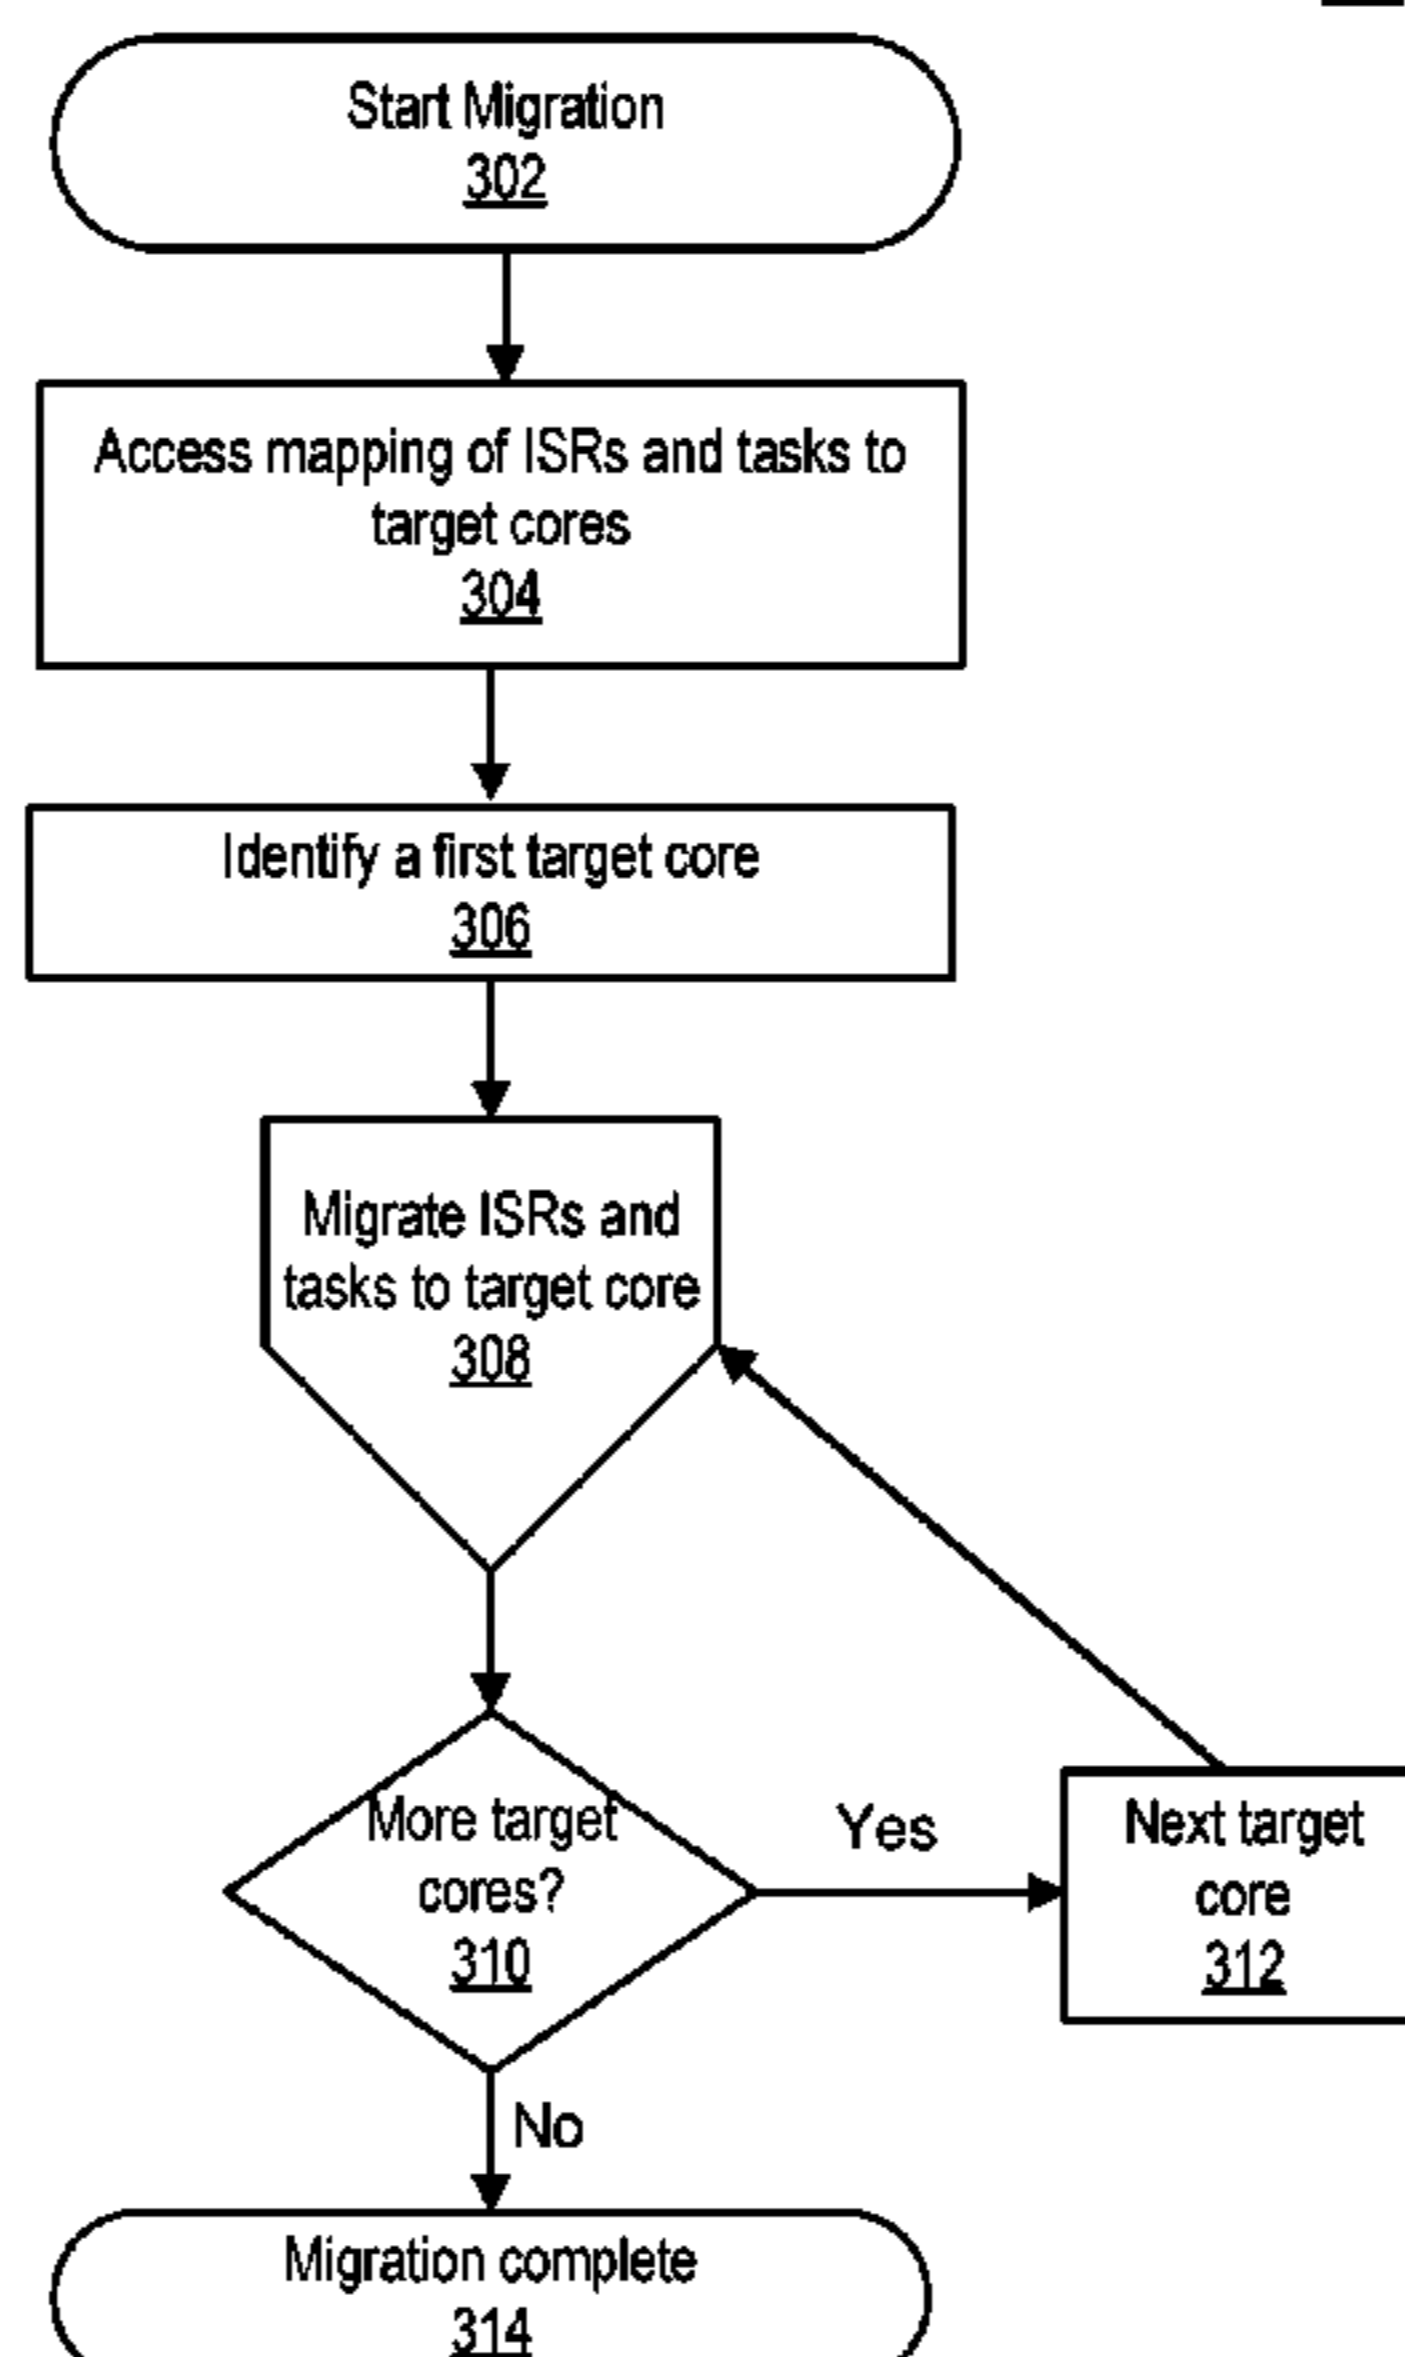 Start Migration
302
Access mapping of ISRs and tasks to
target cores
304
Identify a first target core
306
Migrate ISRs and
tasks to target core
308
More target
cores?
310
Yes
Next target
core
312
No
Migration complete
314